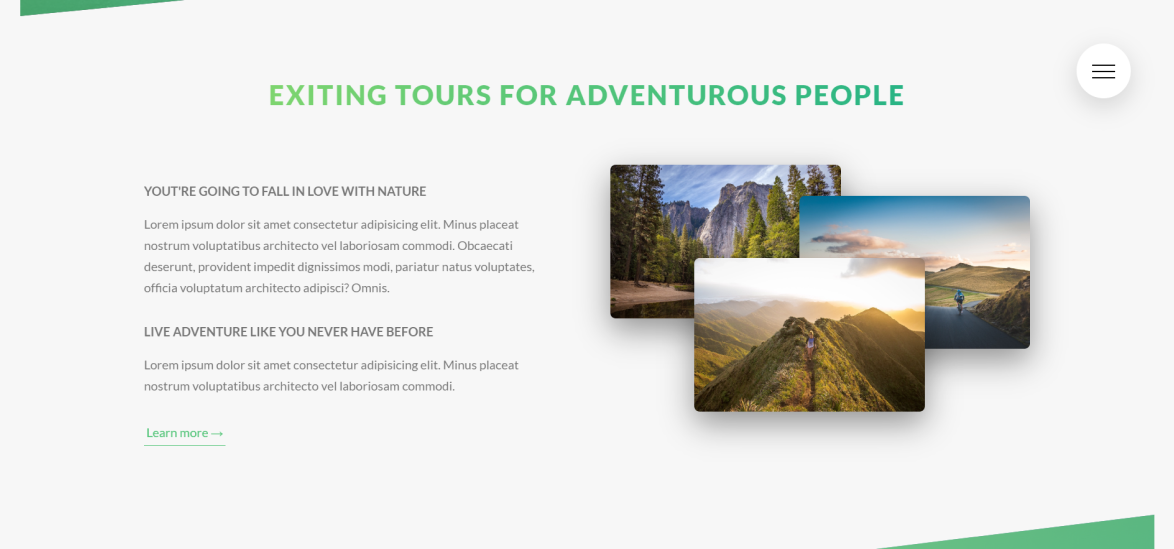 EXITING TOURS FOR ADVENTUROUS PEOPLE
YOUT'RE GOING TO FALL IN LOVE WITH NATURE
Lorem ipsum dolor sit amet consectetur adipisicing elit. Minus placeat
nostrum voluptatibus architecto vel laboriosam commodi. Obcaecati
deserunt, provident impedit dignissimos modi, pariatur natus voluptates,
officia voluptatum architecto adipisci? Omnis.
LIVE ADVENTURE LIKE YOU NEVER HAVE BEFORE
Lorem ipsum dolor sit amet consectetur adipisicing elit. Minus placeat
nostrum voluptatibus architecto vel laboriosam commodi.
Learn more →